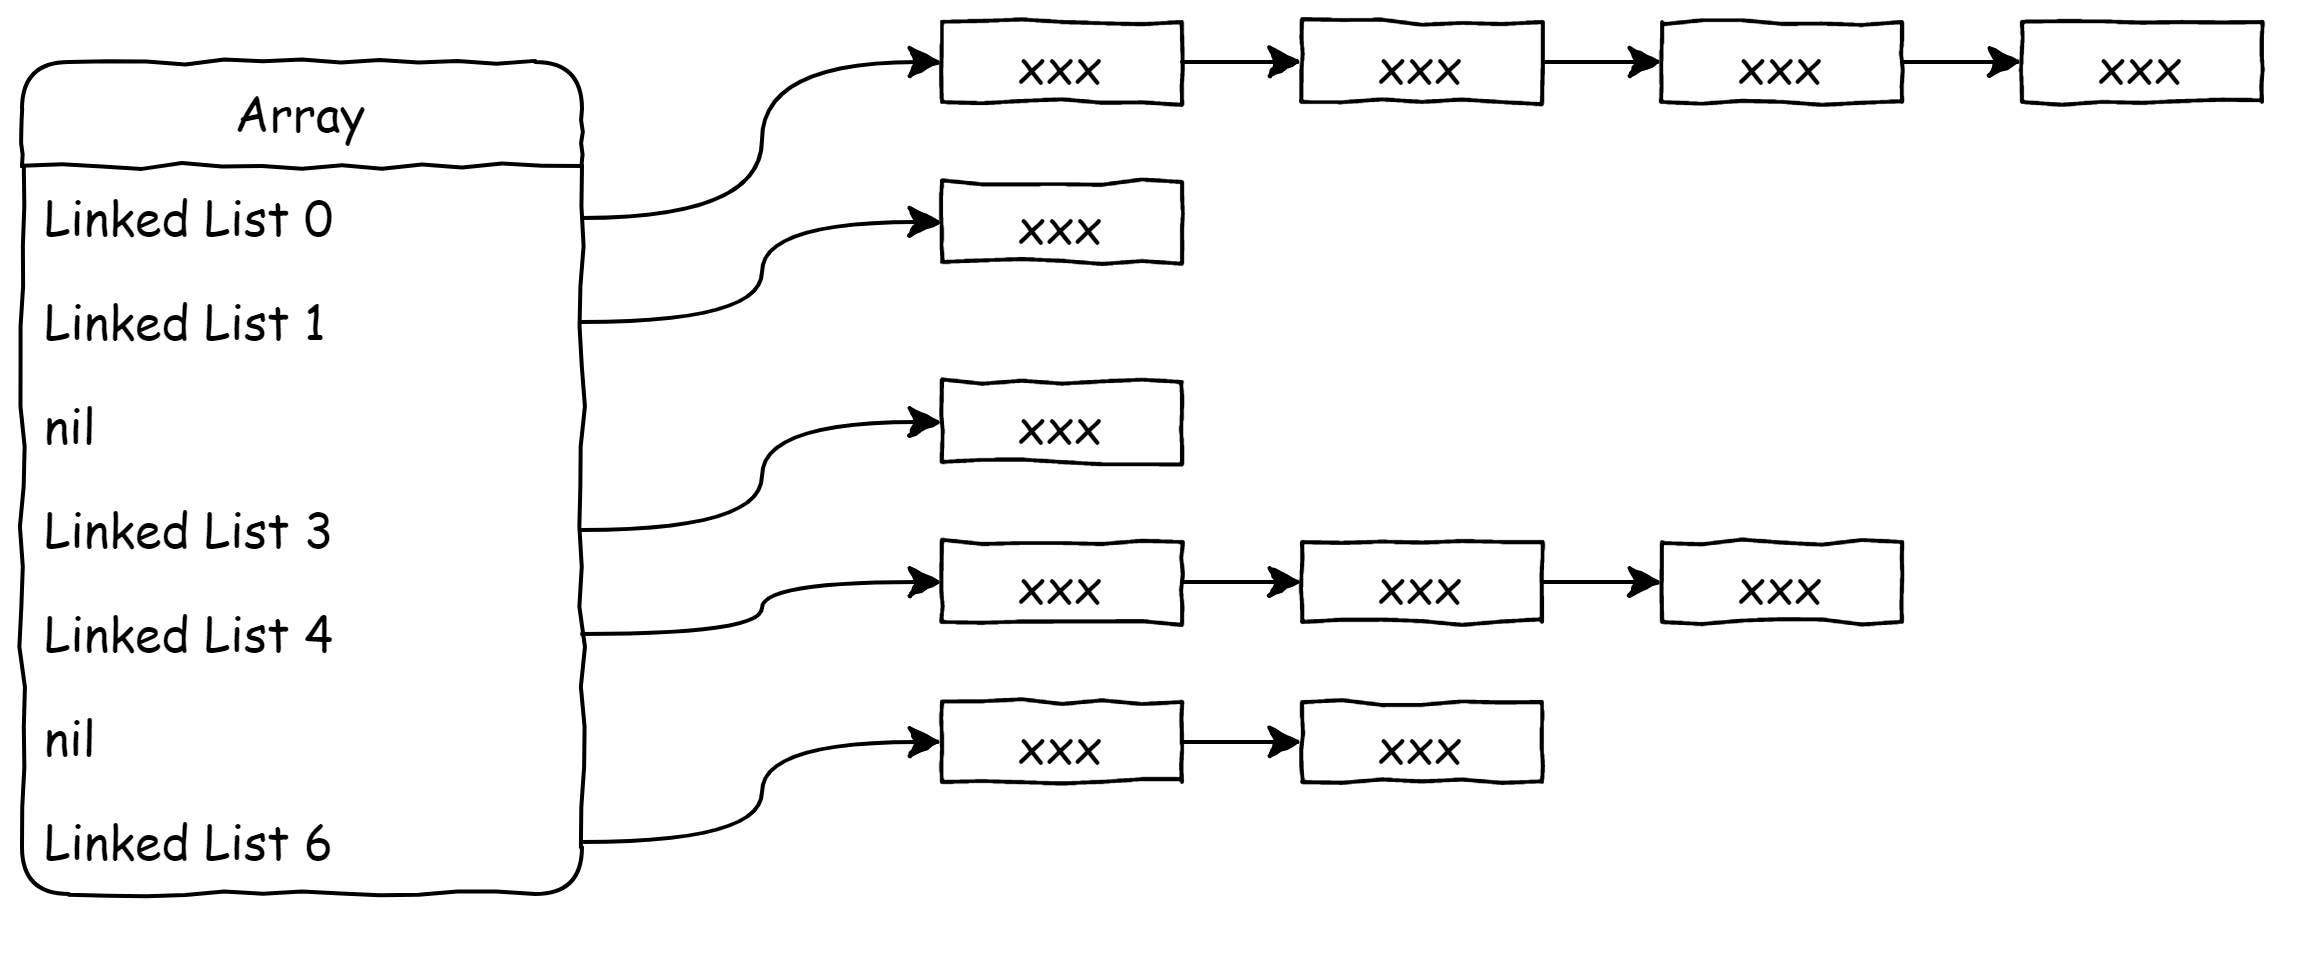 Array
Linked List 0
Linked List 1
nil
Linked List 3
Linked List 4
nil
Linked List 6
xxx xxx xxx xxx
xxx
xxx
xxx xxx xxx
xxx xxx